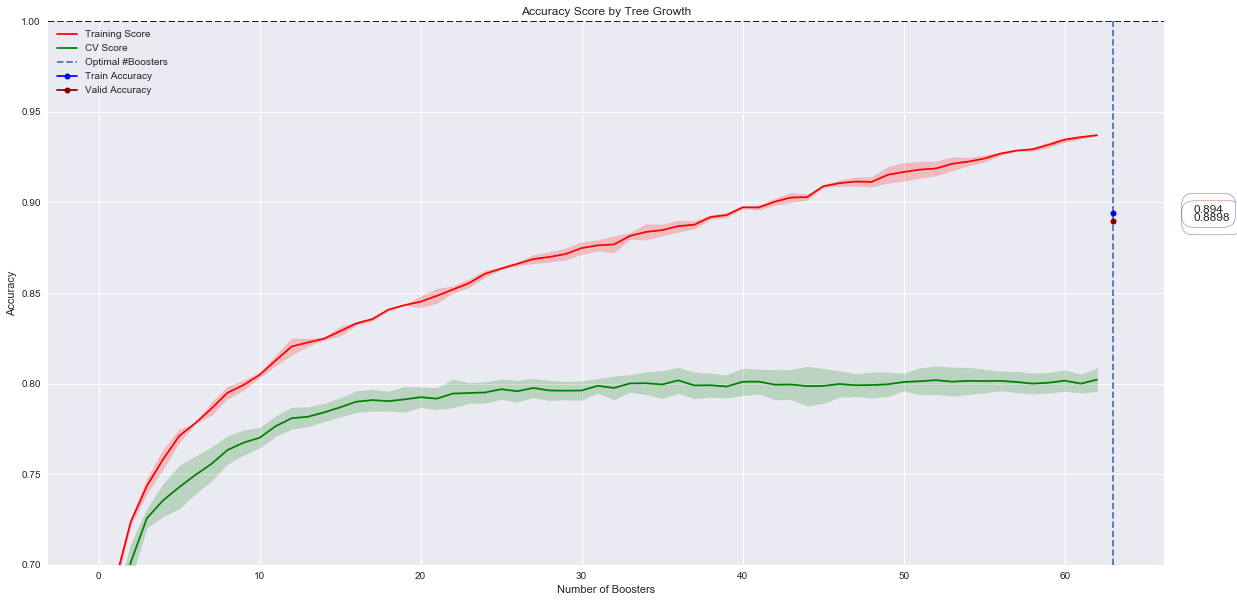 Accuracy Score by Tree Growth
1.00
0.95
0.90
0.85
0.80
0.75
0.70
Accuracy
Training Score
CV Score
Optimal #Boosters
Train Accuracy
Valid Accuracy
0.894
0.8898
0 10 20 30 40 50 60
Number of Boosters